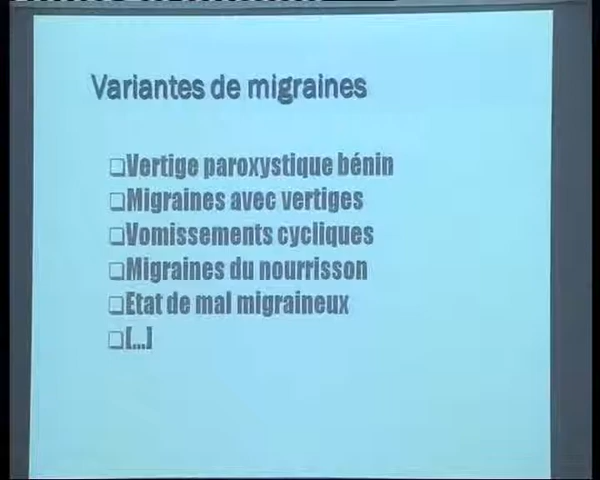 Variantes de migraines
❑Vertige paroxystique bénin
❑Migraines avec vertiges
❑Vomissements cycliques
❑Migraines du nourrisson
❑Etat de mal migraineux
❑[...]